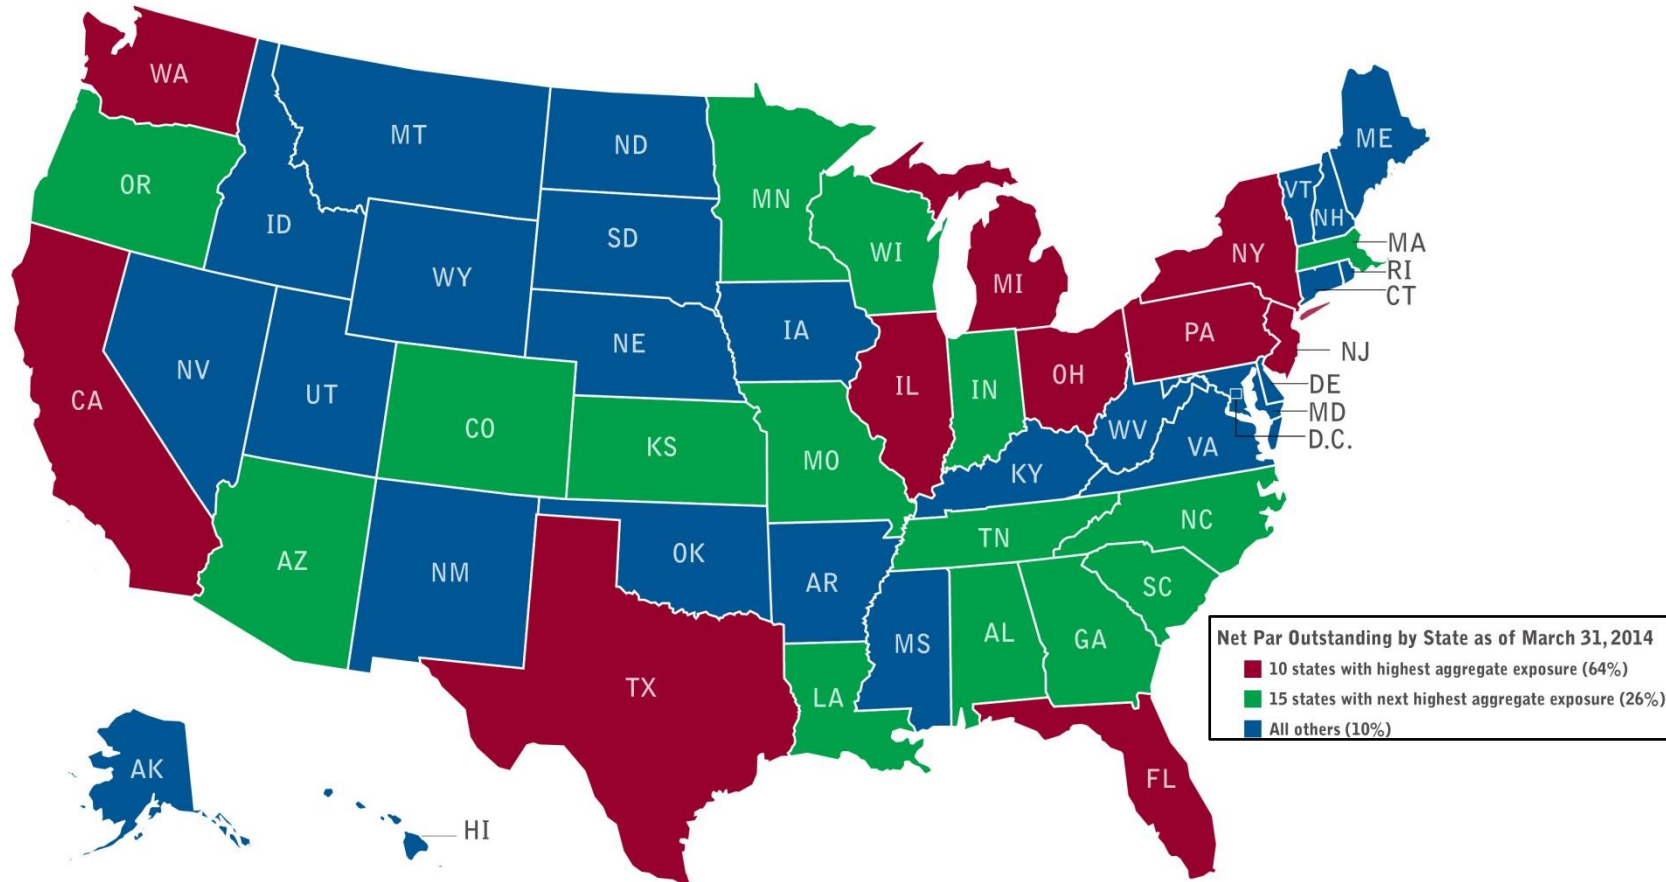 WA
MT
ND
MN
ME
VT
NH
OR
ID
SD
WI
MI
NY
MA
RI
CT
WY
NE
IA
PA
NJ
NV
UT
CA
CO
KS
MO
IL
IN
OH
DE
MD
D.C.
WV
VA
KY
AZ
NM
OK
AR
TN
NC
SC
MS
AL
GA
TX
LA
FL
AK
HI
Net Par Outstanding by State as of March 31, 2014
10 states with highest aggregate exposure (64%)
15 states with next highest aggregate exposure (26%)
All others (10%)